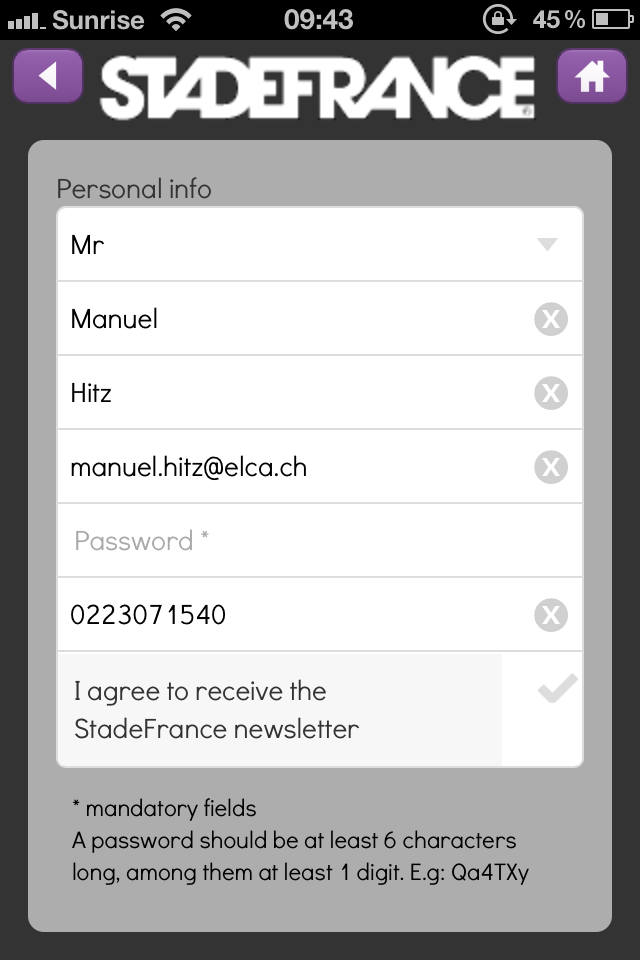 Sunrise 09:43 45%
STADEFRANCE
Personal info
Mr
Manuel
X
Hitz
X
manuel.hitz@elca.ch
X
Password *
0223071540
X
I agree to receive the
StadeFrance newsletter
* mandatory fields
A password should be at least 6 characters
long, among them at least 1 digit. E.g: Qa4TXy